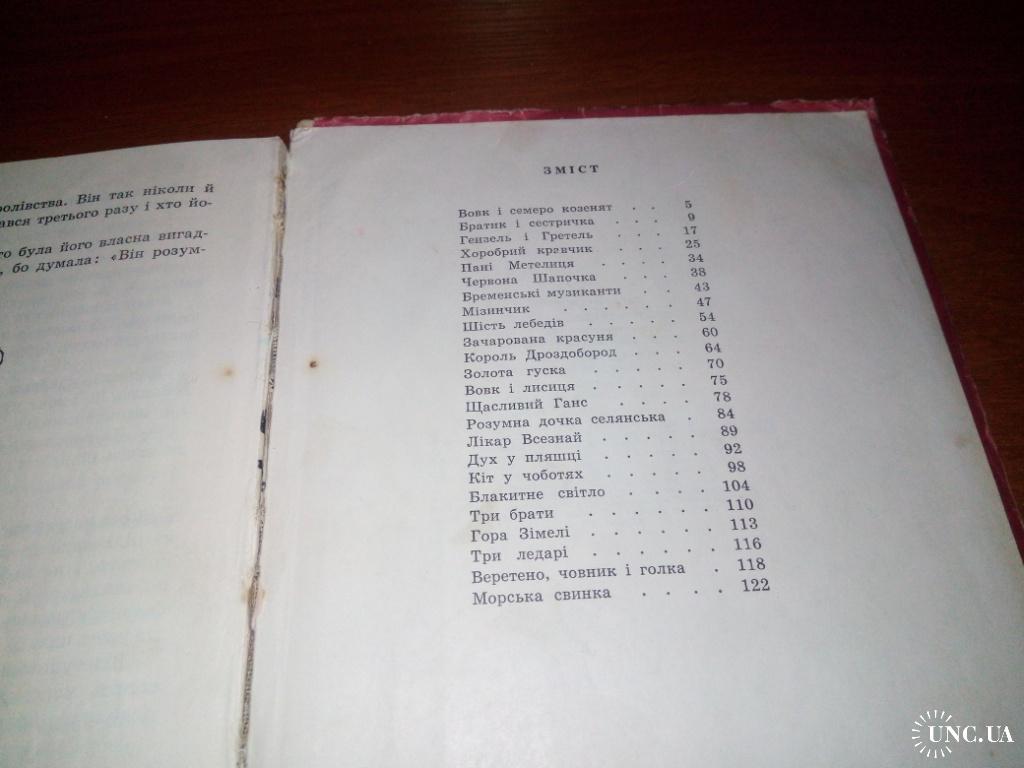 ролівства. Він так ніколи й
вався третього разу і хто йо-
го була його власна вигад-
, бо думала: «Він розум-
ЗМІСТ
Вовк і семеро козенят . . 5
Братик і сестричка . . . 9
Гензель і Гретель . . . 17
Хоробрий кравчик . . . 25
Пані Метелиця . . . . 34
Червона Шапочка . . . 38
Бременські музиканти . . 43
Мізинчик . . . . . 47
Шість лебедів . . . . 54
Зачарована красуня . . . 60
Король Дроздобород . . . 64
Золота гуска . . . . . 70
Вовк і лисиця . . . . . 75
Щасливий Ганс . . . . 78
Розумна дочка селянська . 84
Лікар Всезнай . . . . . 89
Дух у пляшці . . . . . 92
Кіт у чоботях . . . . . 98
Блакитне світло . . . . 104
Три брати . . . . . . 110
Гора Зімелі . . . . . . 113
Три ледарі . . . . . . 116
Веретено, човник і голка . 118
Морська свинка . . . . 122
UNC.UA